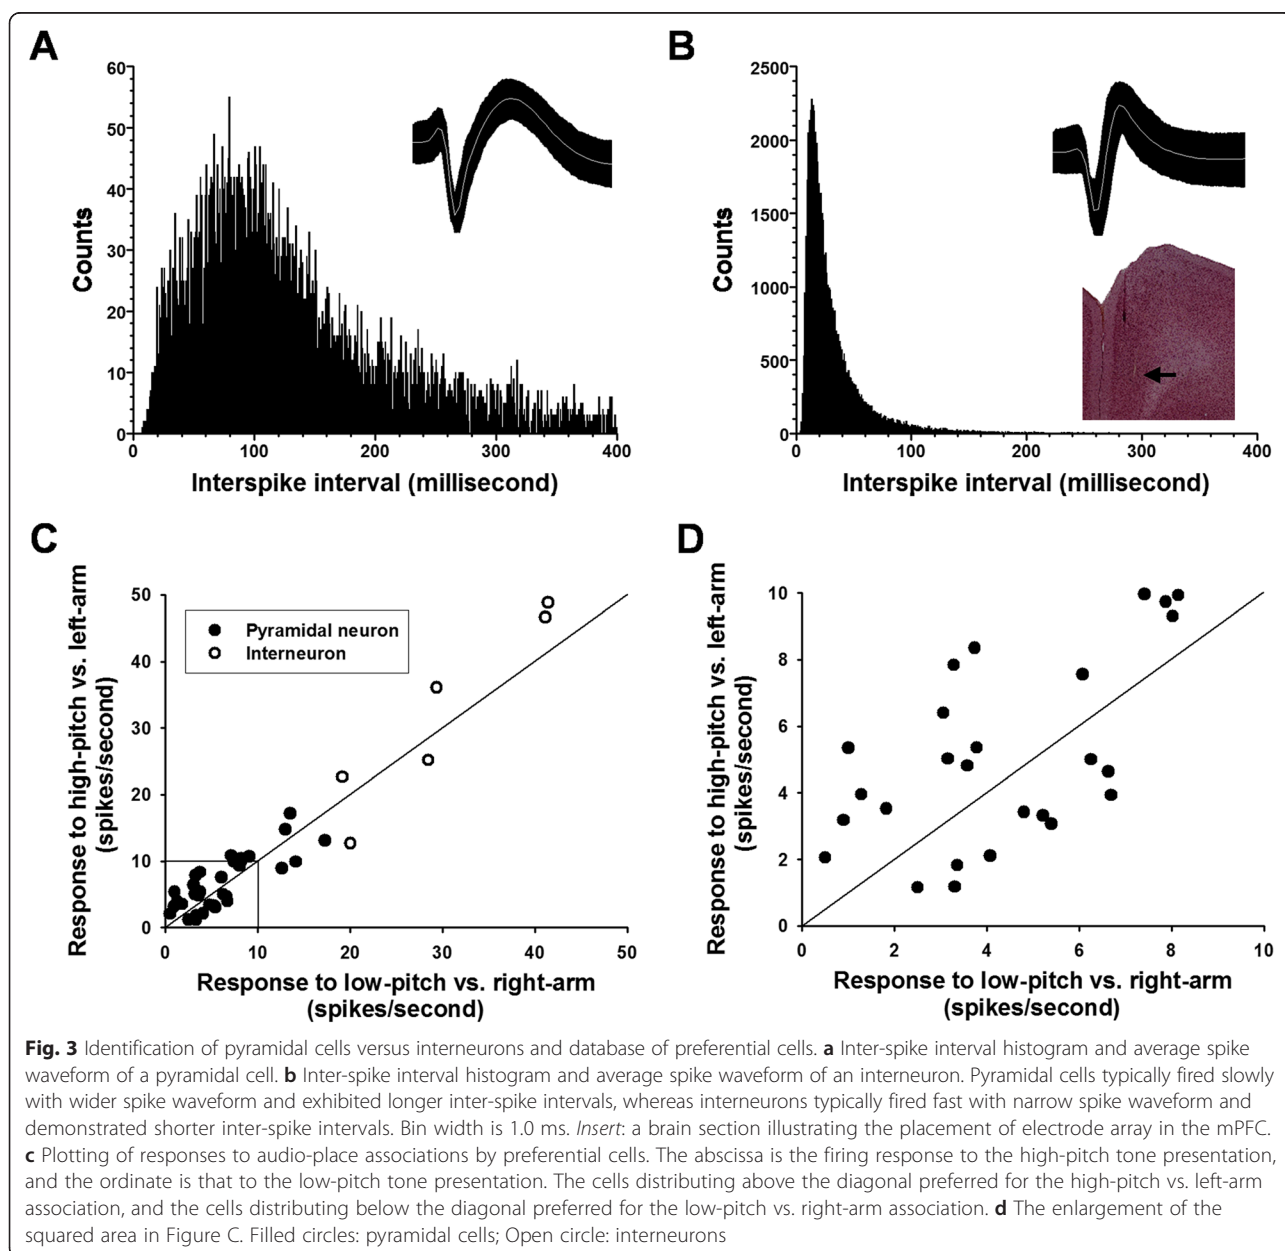 A
60
50
40
30
20
10
0
Counts
0 100 200 300 400
Interspike interval (millisecond)
B
2500
2000
1500
1000
500
0
Counts
0 100 200 300 400
Interspike interval (millisecond)
C
50
40
30
20
10
0
Response to high-pitch vs. left-arm
(spikes/second)
Pyramidal neuron
Interneuron
0 10 20 30 40 50
Response to low-pitch vs. right-arm
(spikes/second)
D
10
8
6
4
2
0
Response to high-pitch vs. left-arm
(spikes/second)
0 2 4 6 8 10
Response to low-pitch vs. right-arm
(spikes/second)
Fig. 3 Identification of pyramidal cells versus interneurons and database of preferential cells. a Inter-spike interval histogram and average spike
waveform of a pyramidal cell. b Inter-spike interval histogram and average spike waveform of an interneuron. Pyramidal cells typically fired slowly
with wider spike waveform and exhibited longer inter-spike intervals, whereas interneurons typically fired fast with narrow spike waveform and
demonstrated shorter inter-spike intervals. Bin width is 1.0 ms. Insert: a brain section illustrating the placement of electrode array in the mPFC.
c Plotting of responses to audio-place associations by preferential cells. The abscissa is the firing response to the high-pitch tone presentation,
and the ordinate is that to the low-pitch tone presentation. The cells distributing above the diagonal preferred for the high-pitch vs. left-arm
association, and the cells distributing below the diagonal preferred for the low-pitch vs. right-arm association. d The enlargement of the
squared area in Figure C. Filled circles: pyramidal cells; Open circle: interneurons